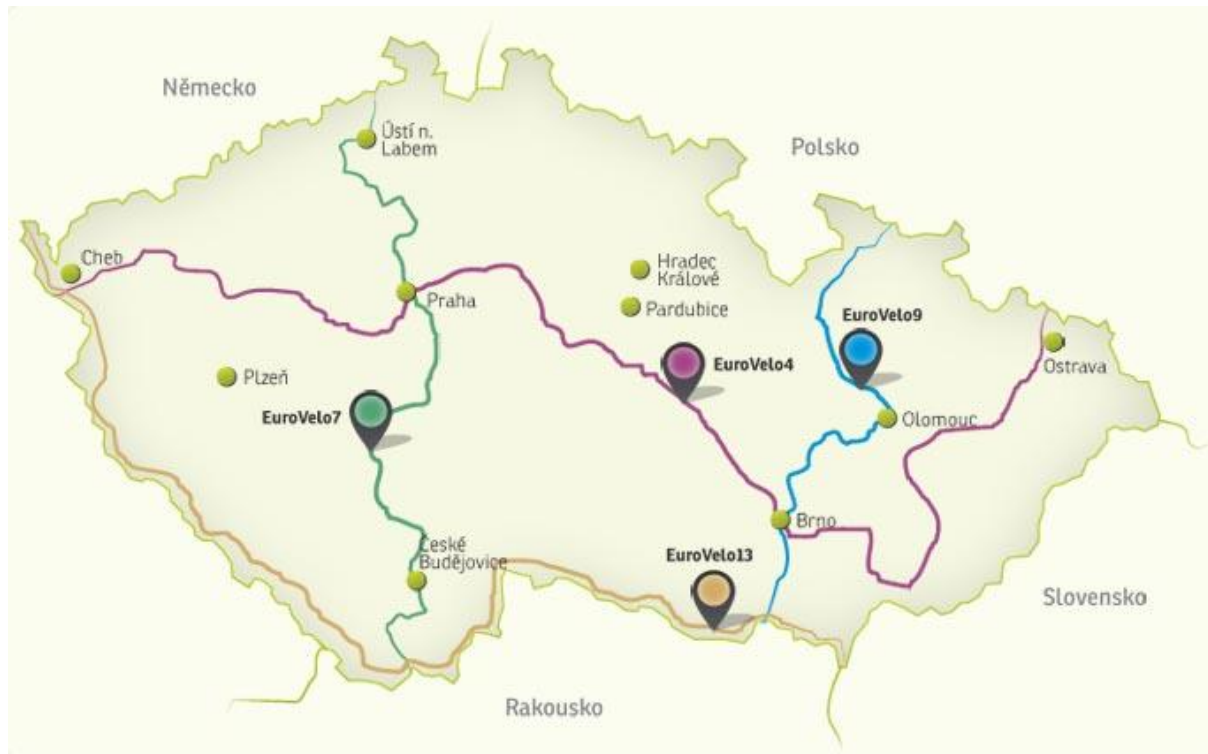 Německo
Ústí n.
Labem
Polsko
Cheb
Hradec
Králové
Praha
Pardubice
EuroVelo9
EuroVelo4
Ostrava
Plzeň
EuroVelo7
Olomouc
Brno
České
Budějovice
EuroVelo13
Slovensko
Rakousko